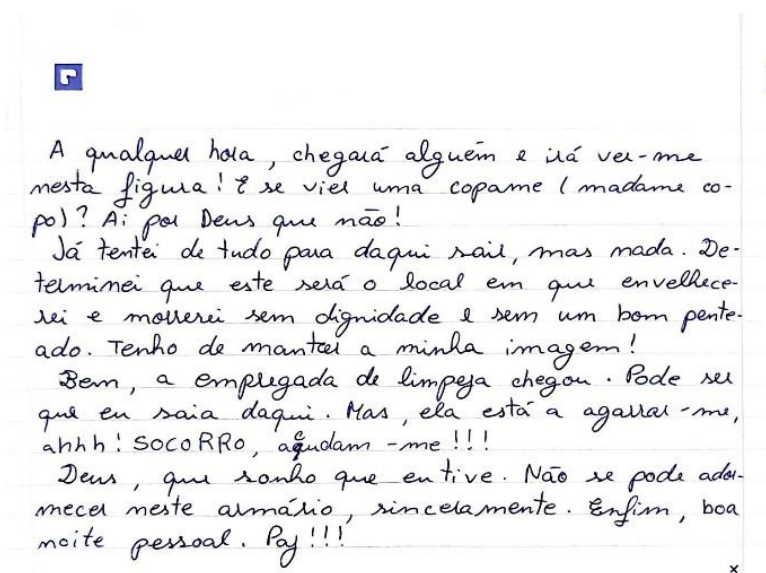 A qualquer hora, chegará alguém e irá ver-me
nesta figura! E se vier uma copame (madame co-
po)? Ai por Deus que não!
Já tentei de tudo para daqui sair, mas nada. De-
terminei que este será o local em que envelhece-
rei e morrerei sem dignidade e sem um bom pente-
ado. Tenho de manter a minha imagem!
Bem, a empregada de limpeza chegou. Pode ser
que eu saia daqui. Mas, ela está a agarrar-me,
ahhh! SOCORRO, acudam-me!!!
Deus, que sonho que eu tive. Não se pode ador-
mecer neste armário, sinceramente. Enfim, boa
noite pessoal. Paz!!!
x